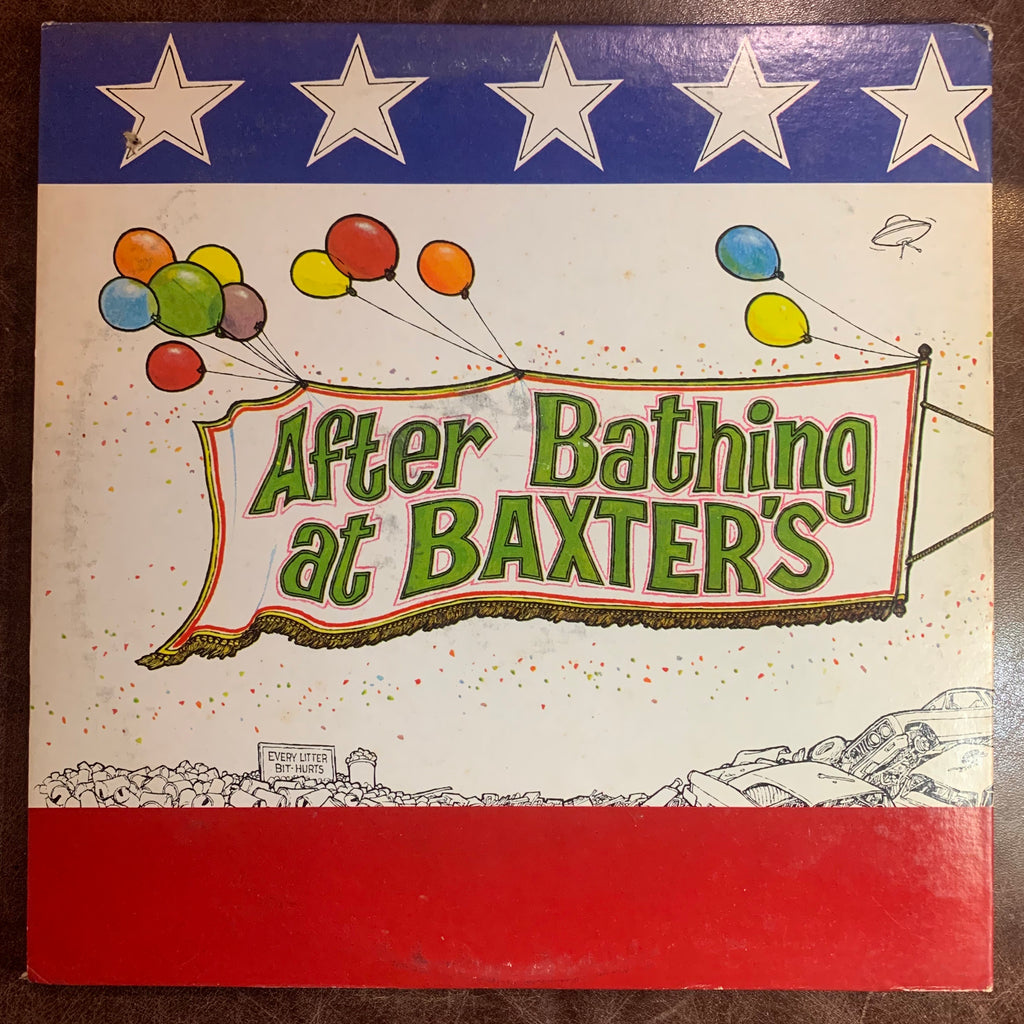 After Bathing
at BAXTER'S
EVERY LITTER
BIT-HURTS